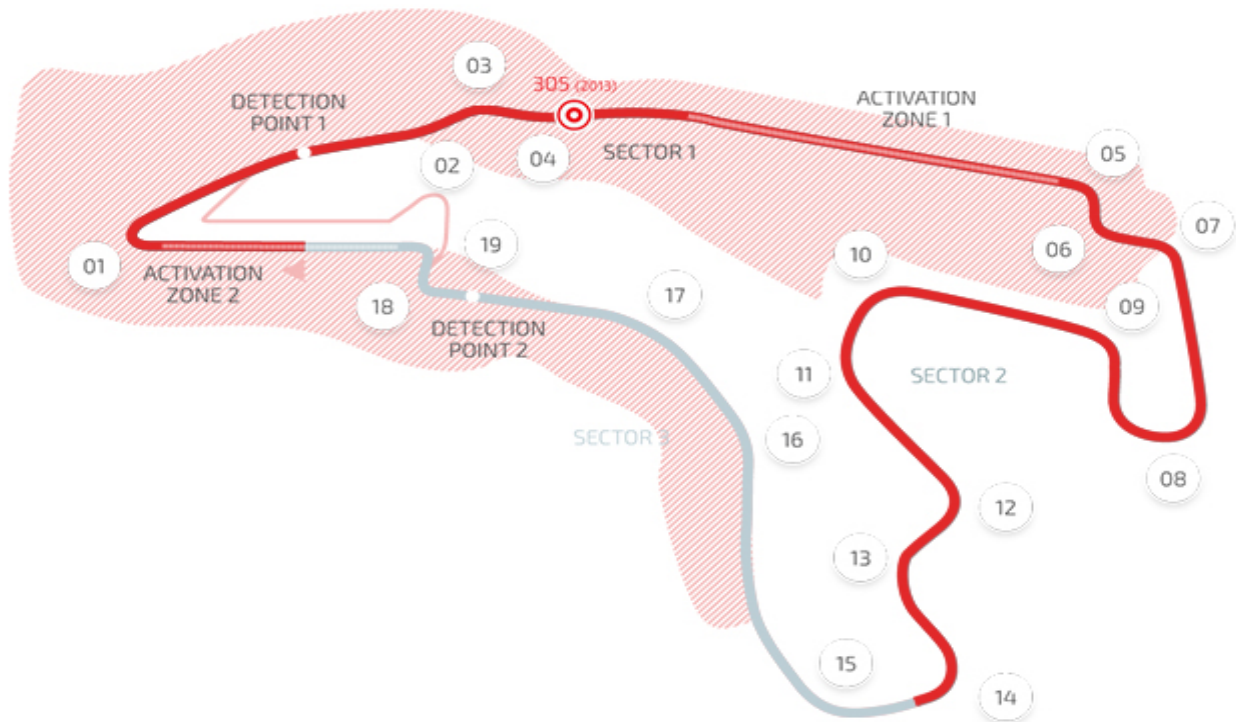 03
305 (2013)
DETECTION
POINT 1
ACTIVATION
ZONE 1
02
04
SECTOR 1
05
07
06
19
10
01
ACTIVATION
ZONE 2
18
17
09
DETECTION
POINT 2
11
SECTOR 2
16
SECTOR 3
08
12
13
15
14